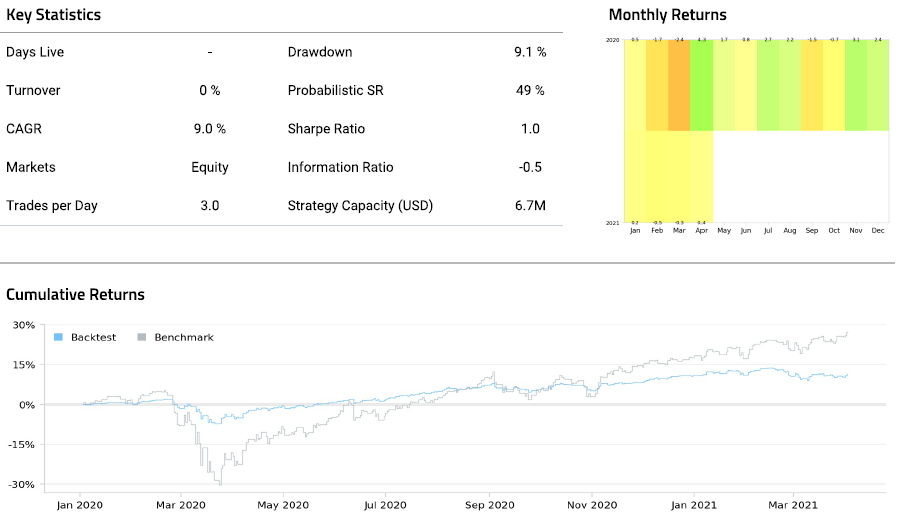 Key Statistics
Days Live - Drawdown 9.1 %
Turnover 0 % Probabilistic SR 49 %
CAGR 9.0 % Sharpe Ratio 1.0
Markets Equity Information Ratio -0.5
Trades per Day 3.0 Strategy Capacity (USD) 6.7M
Monthly Returns
2020 0.5 -1.7 -2.4 4.3 1.7 0.8 2.7 2.2 -1.5 -0.7 3.1 2.4
2021 0.2 -0.5 -0.3 0.4
Jan Feb Mar Apr May Jun Jul Aug Sep Oct Nov Dec
Cumulative Returns
Backtest Benchmark
30%
15%
0%
-15%
-30%
Jan 2020 Mar 2020 May 2020 Jul 2020 Sep 2020 Nov 2020 Jan 2021 Mar 2021